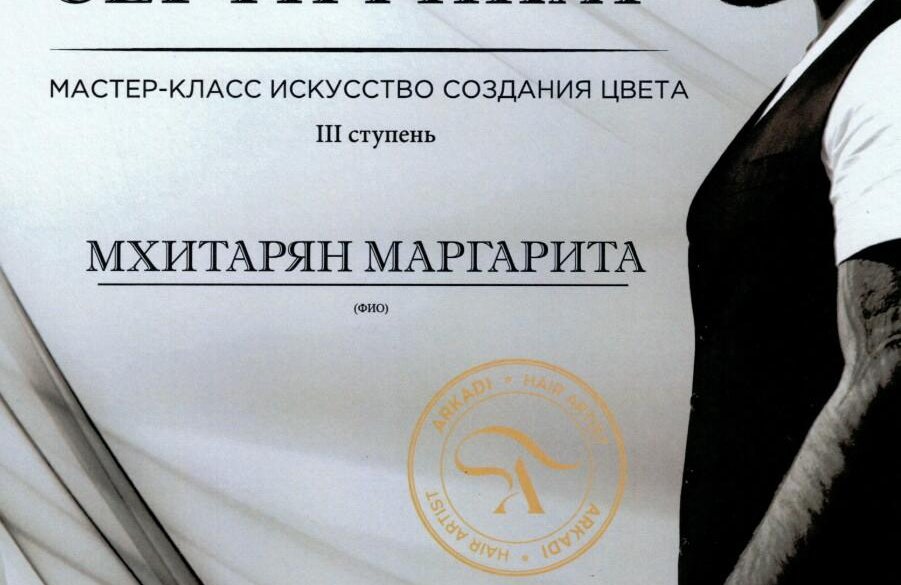 МАСТЕР-КЛАСС ИСКУССТВО СОЗДАНИЯ ЦВЕТА
III ступень
МХИТАРЯН МАРГАРИТА
(ФИО)
ARKADI * HAIR ARTIST
ARKADI * HAIR ARTIST